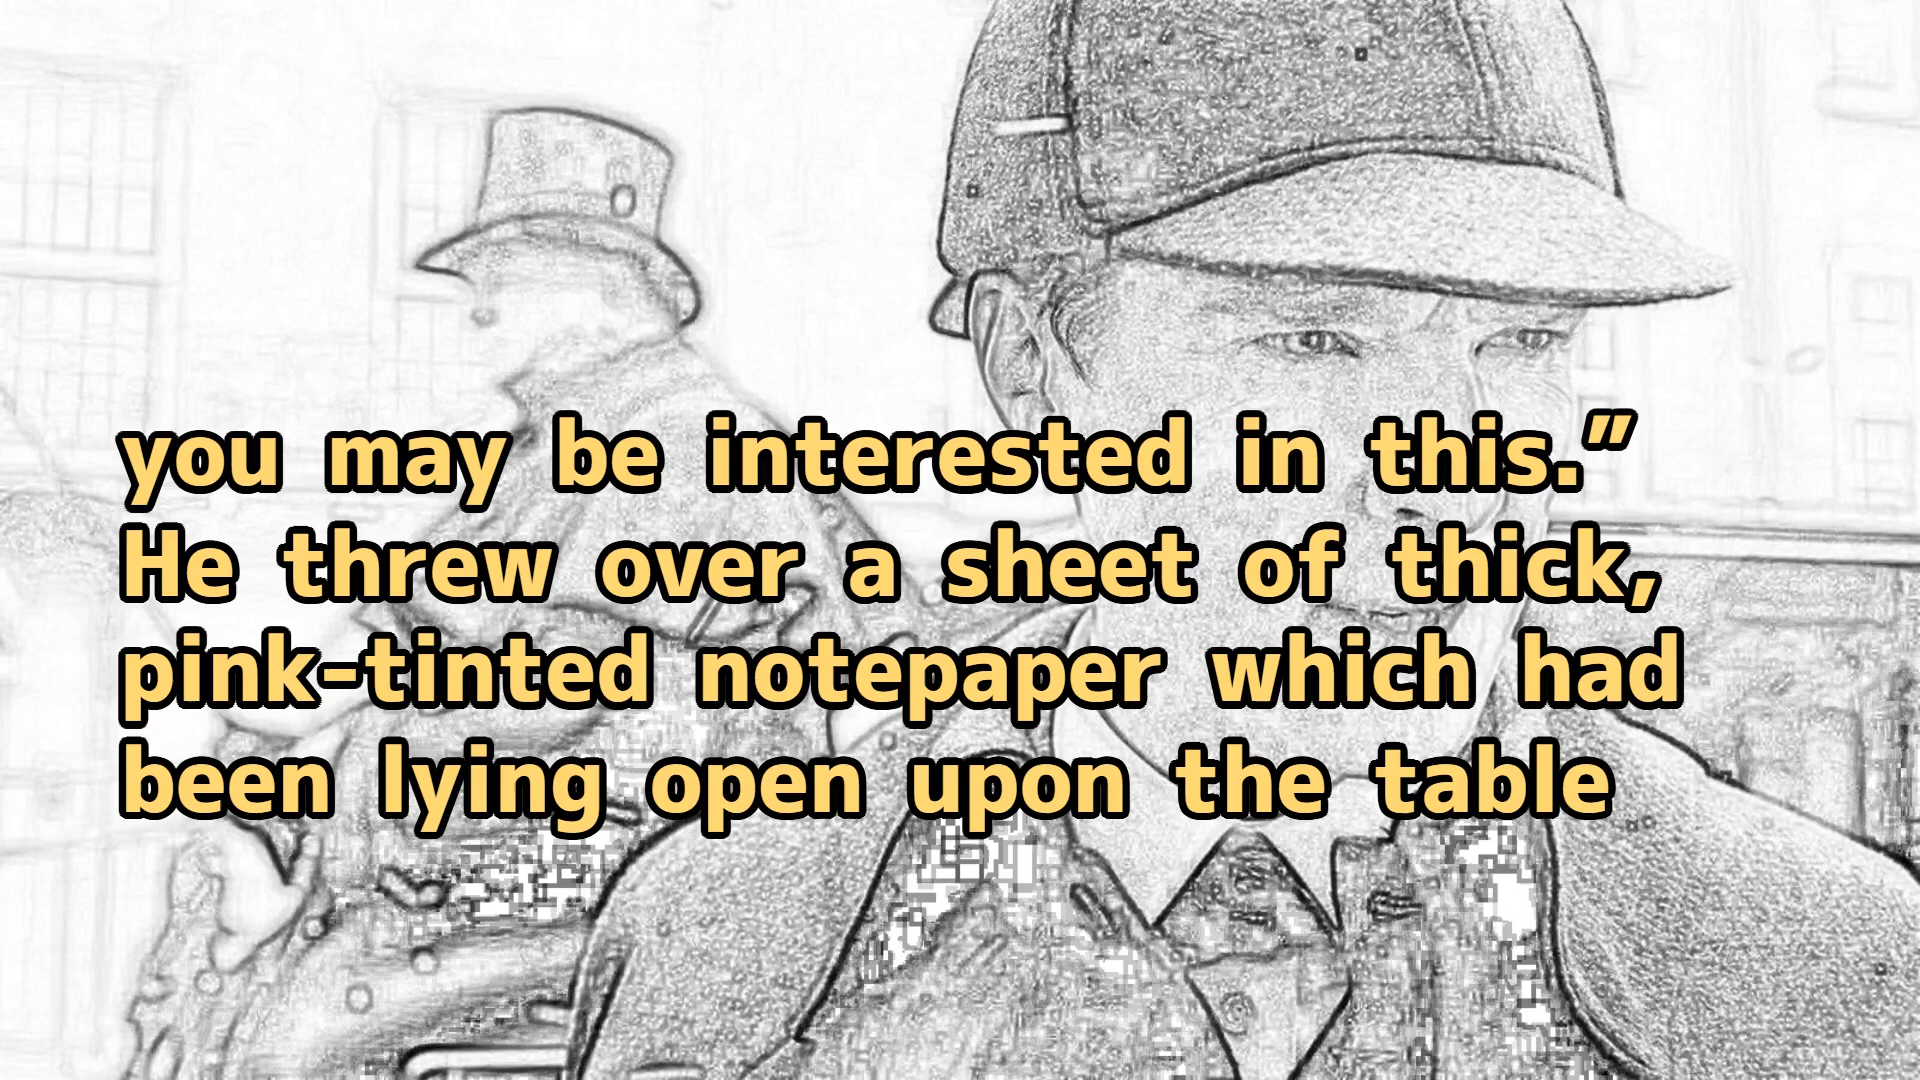 you may be interested in this.”
He threw over a sheet of thick,
pink-tinted notepaper which had
been lying open upon the table